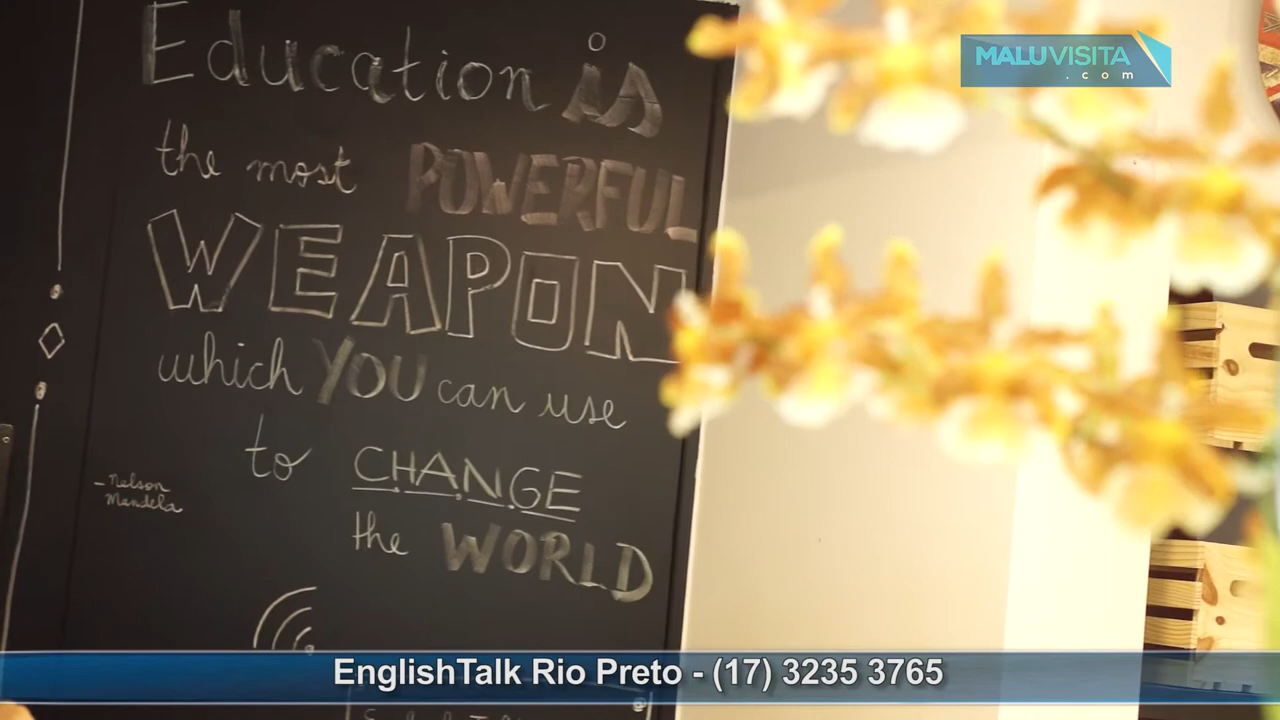 MALUVISITA
.com
Education is
the most POWERFUL
WEAPON
which YOU can use
to CHANGE
- Nelson
Mandela
the WORLD
EnglishTalk Rio Preto - (17) 3235 3765